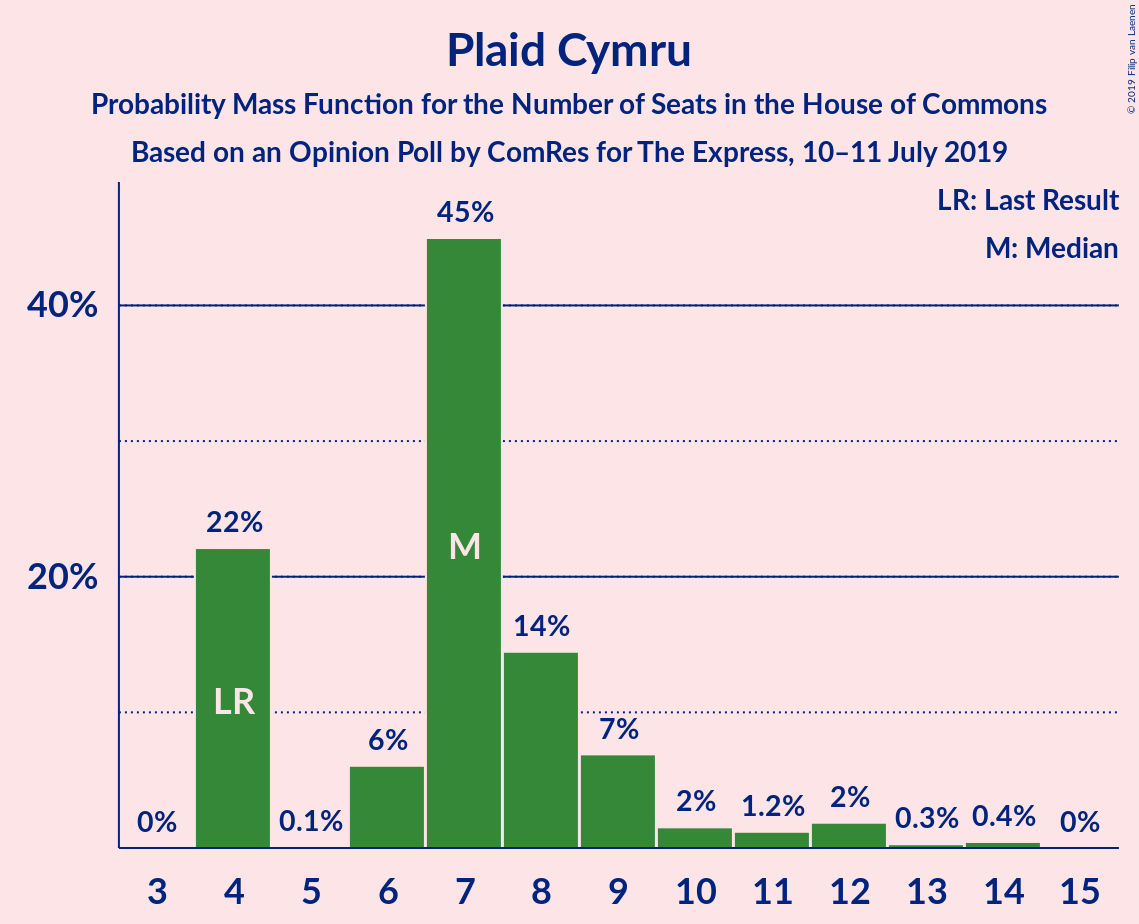 Plaid Cymru
Probability Mass Function for the Number of Seats in the House of Commons
Based on an Opinion Poll by ComRes for The Express, 10–11 July 2019
© 2019 Filip van Laenen
LR: Last Result
M: Median
45%
40%
22%
M
20%
14%
LR
7%
6%
2%
1.2%
2%
0.3%
0.4%
0%
0.1%
0%
3 4 5 6 7 8 9 10 11 12 13 14 15